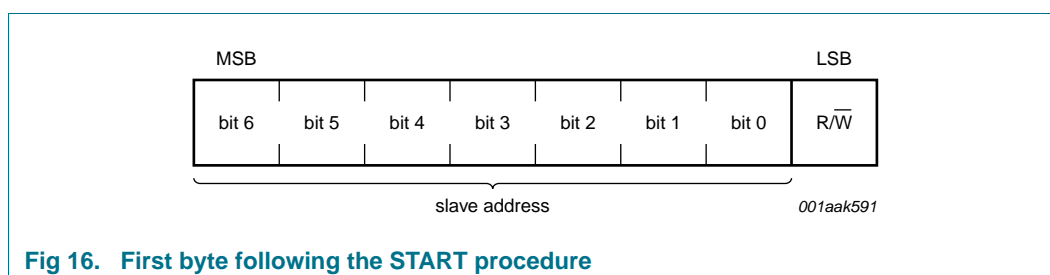 MSB LSB
bit 6 bit 5 bit 4 bit 3 bit 2 bit 1 bit 0 R/W̅
slave address 001aak591
Fig 16. First byte following the START procedure